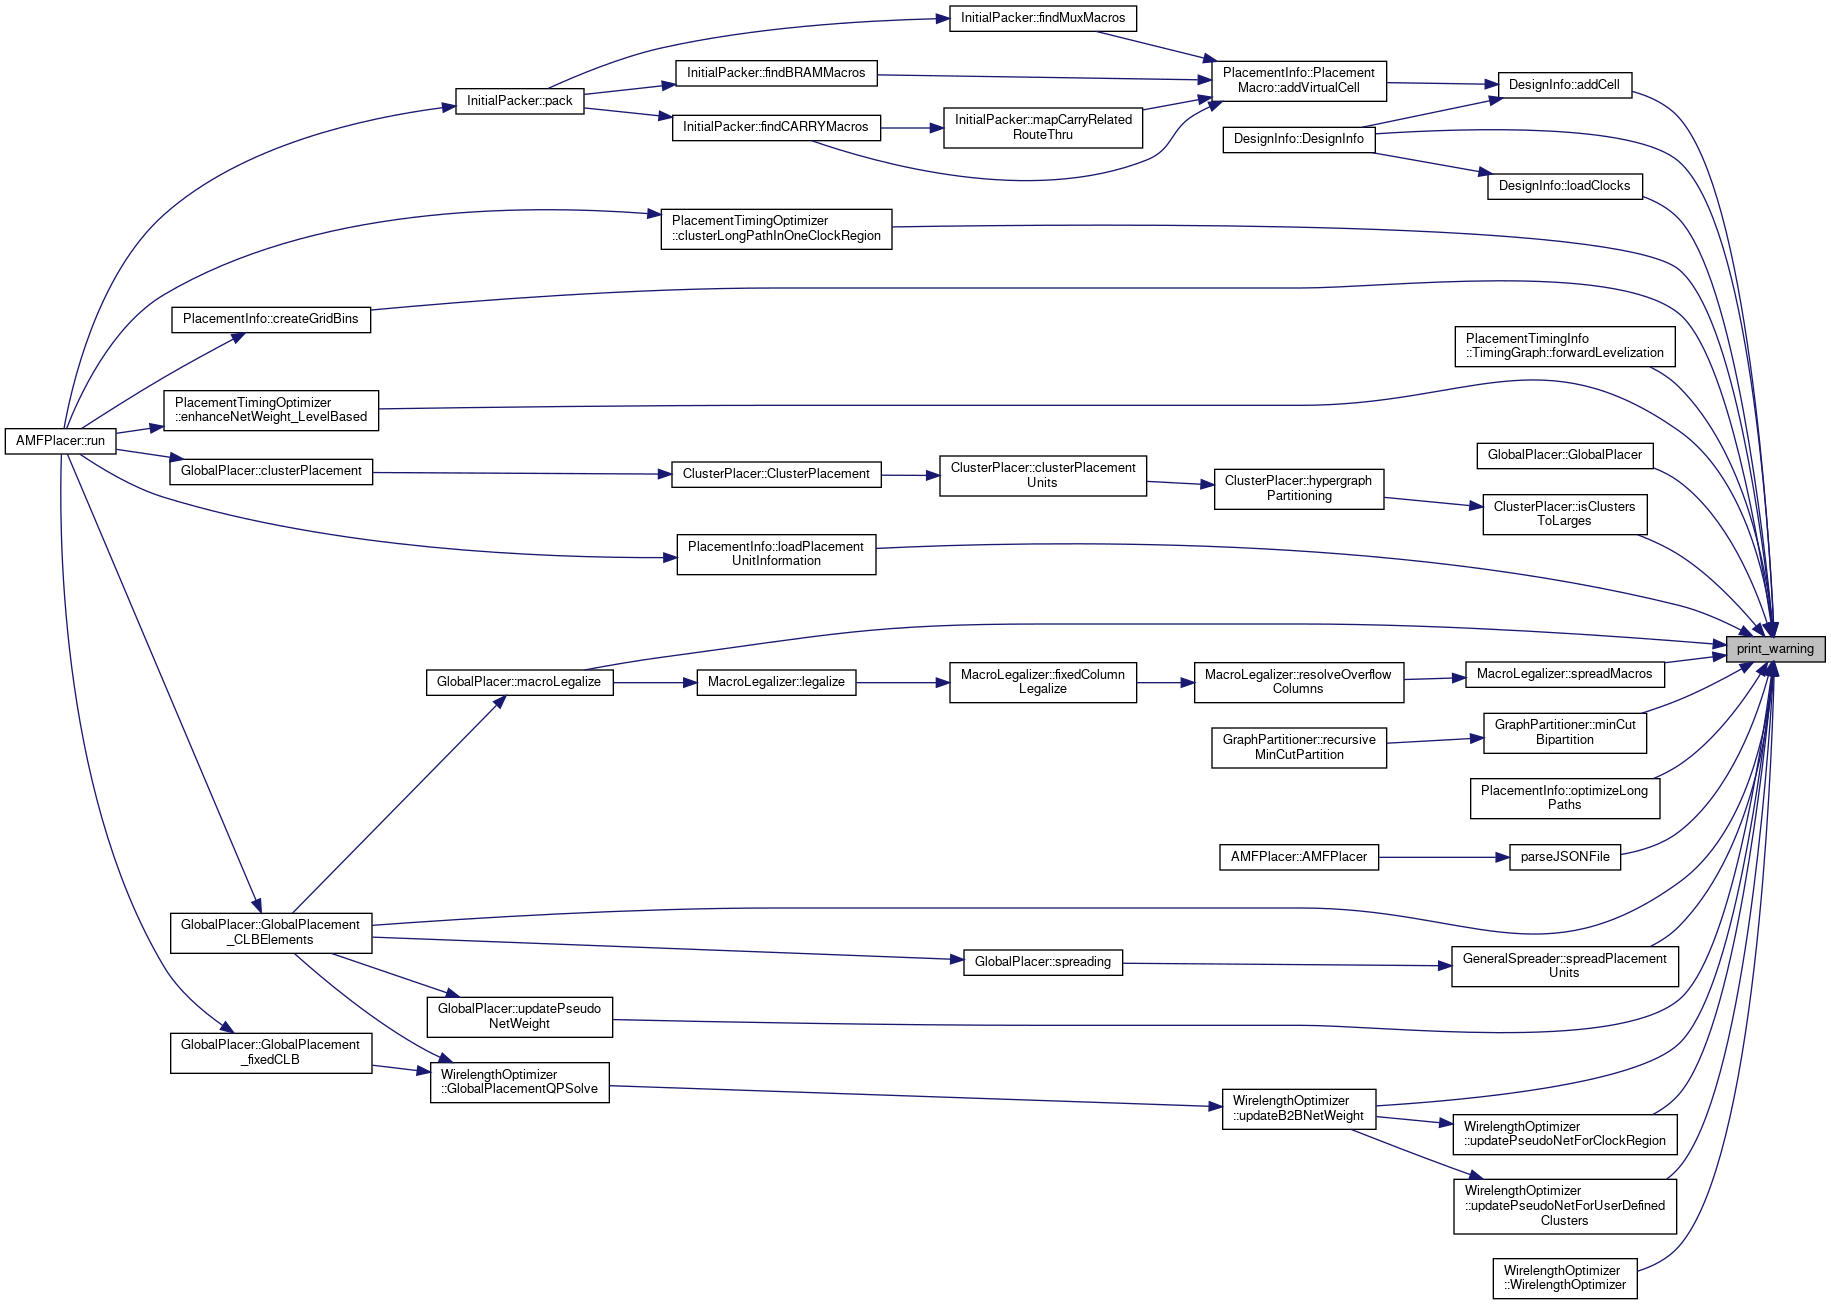 InitialPacker::findMuxMacros
InitialPacker::findBRAMMacros
PlacementInfo::Placement
Macro::addVirtualCell
DesignInfo::addCell
InitialPacker::pack
InitialPacker::findCARRYMacros
InitialPacker::mapCarryRelated
RouteThru
DesignInfo::DesignInfo
DesignInfo::loadClocks
PlacementTimingOptimizer
::clusterLongPathInOneClockRegion
PlacementInfo::createGridBins
PlacementTimingInfo
::TimingGraph::forwardLevelization
PlacementTimingOptimizer
::enhanceNetWeight_LevelBased
AMFPlacer::run
GlobalPlacer::GlobalPlacer
GlobalPlacer::clusterPlacement
ClusterPlacer::ClusterPlacement
ClusterPlacer::clusterPlacement
Units
ClusterPlacer::hypergraph
Partitioning
ClusterPlacer::isClusters
ToLarges
PlacementInfo::loadPlacement
UnitInformation
print_warning
GlobalPlacer::macroLegalize
MacroLegalizer::legalize
MacroLegalizer::fixedColumn
Legalize
MacroLegalizer::resolveOverflow
Columns
MacroLegalizer::spreadMacros
GraphPartitioner::recursive
MinCutPartition
GraphPartitioner::minCut
Bipartition
PlacementInfo::optimizeLong
Paths
AMFPlacer::AMFPlacer
parseJSONFile
GlobalPlacer::GlobalPlacement
_CLBElements
GlobalPlacer::spreading
GeneralSpreader::spreadPlacement
Units
GlobalPlacer::updatePseudo
NetWeight
GlobalPlacer::GlobalPlacement
_fixedCLB
WirelengthOptimizer
::GlobalPlacementQPSolve
WirelengthOptimizer
::updateB2BNetWeight
WirelengthOptimizer
::updatePseudoNetForClockRegion
WirelengthOptimizer
::updatePseudoNetForUserDefined
Clusters
WirelengthOptimizer
::WirelengthOptimizer